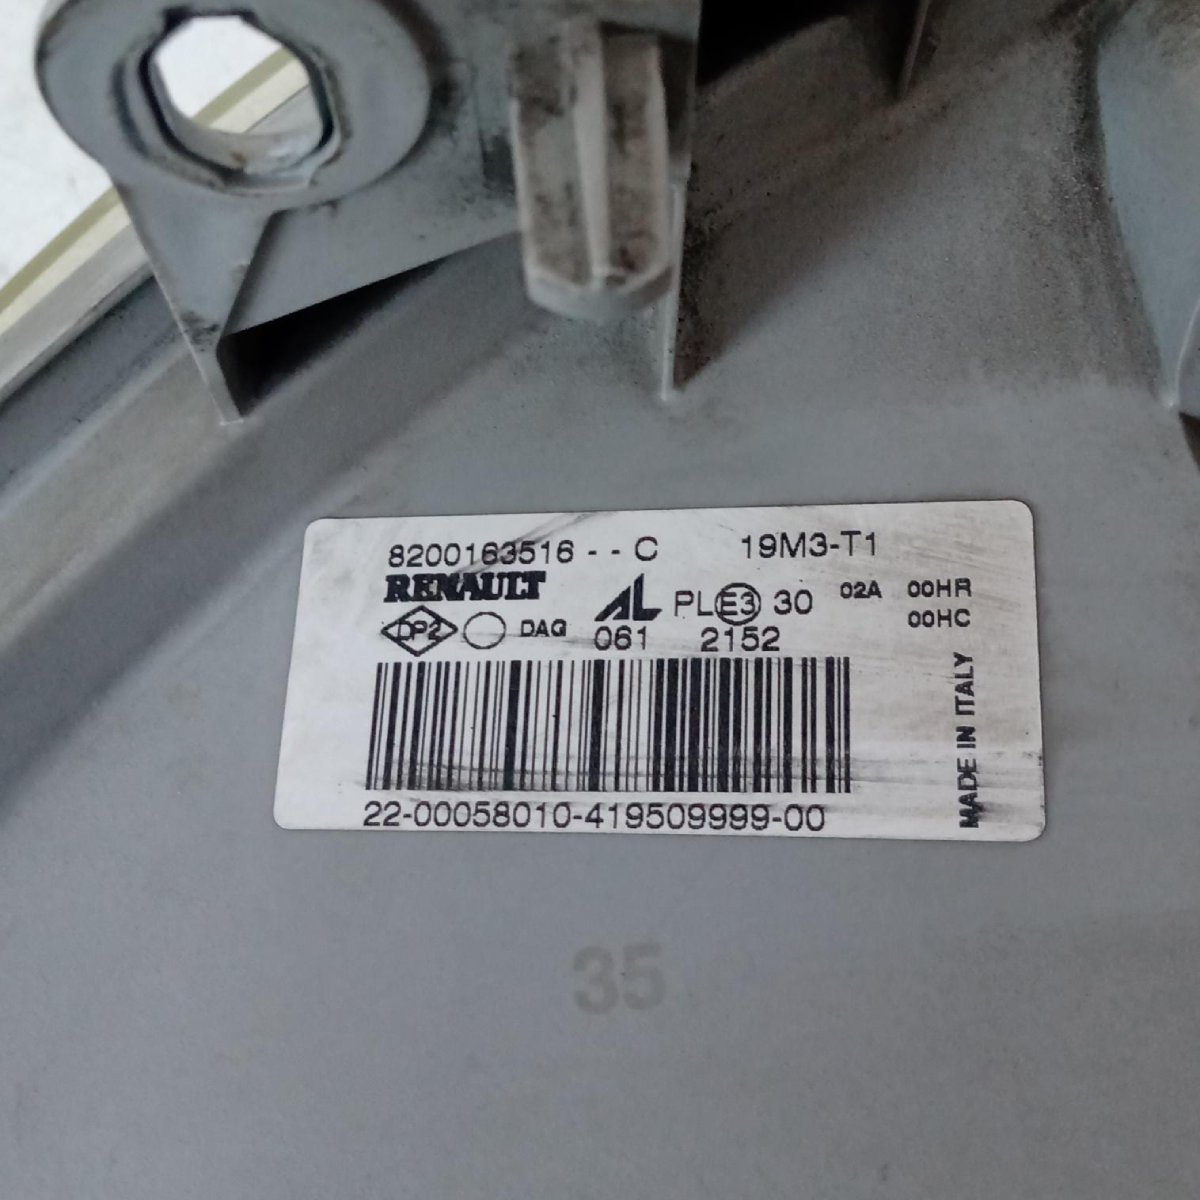 8200163516 - - C 19M3-T1
RENAULT AL PL E3 30 02A 00HR
00HC
DP2 DAG 061 2152
22-00058010-419509999-00
MADE IN ITALY
35